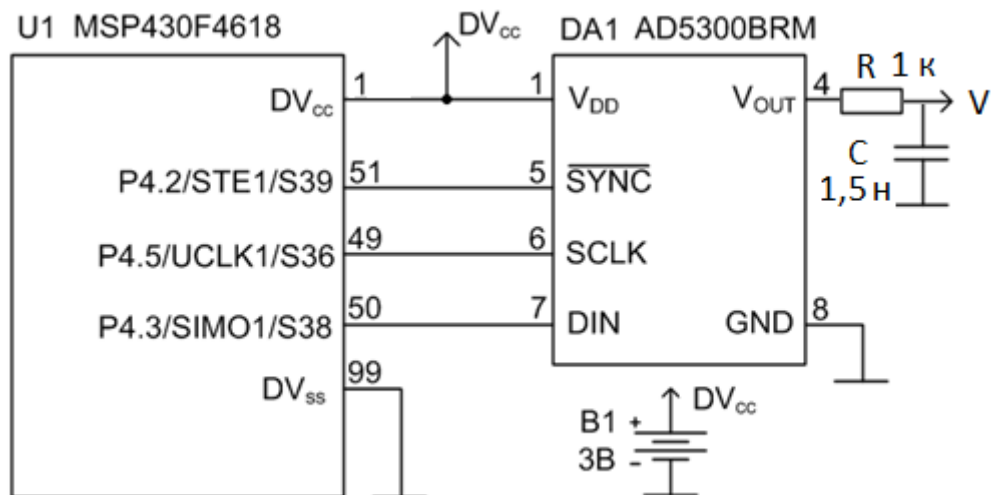 U1 MSP430F4618
DVcc
DA1 AD5300BRM
R 1 к
DVcc
1
1
VDD
VOUT
4
V
P4.2/STE1/S39
51
5
SYNC
C
1,5 н
P4.5/UCLK1/S36
49
6
SCLK
P4.3/SIMO1/S38
50
7
DIN
GND
8
DVss
99
DVcc
B1 +
3В -